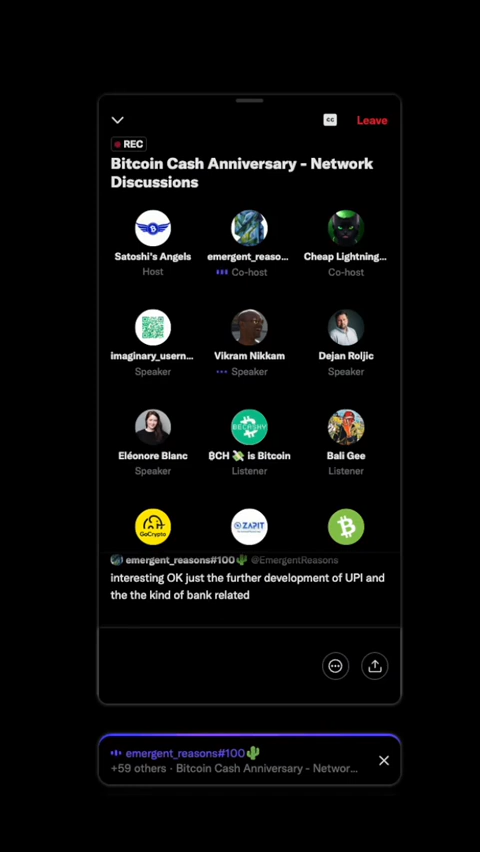 CC Leave
REC
Bitcoin Cash Anniversary - Network
Discussions
Satoshi's Angels emergent_reaso... Cheap Lightning...
Host Co-host Co-host
imaginary_usern... Vikram Nikkam Dejan Roljic
Speaker Speaker Speaker
BECASHY
Eléonore Blanc ₿CH 💸 is Bitcoin Bali Gee
Speaker Listener Listener
GoCrypto ZAPIT
emergent_reasons#100🌵 @EmergentReasons
interesting OK just the further development of UPI and
the the kind of bank related
emergent_reasons#100🌵
+59 others · Bitcoin Cash Anniversary - Networ...